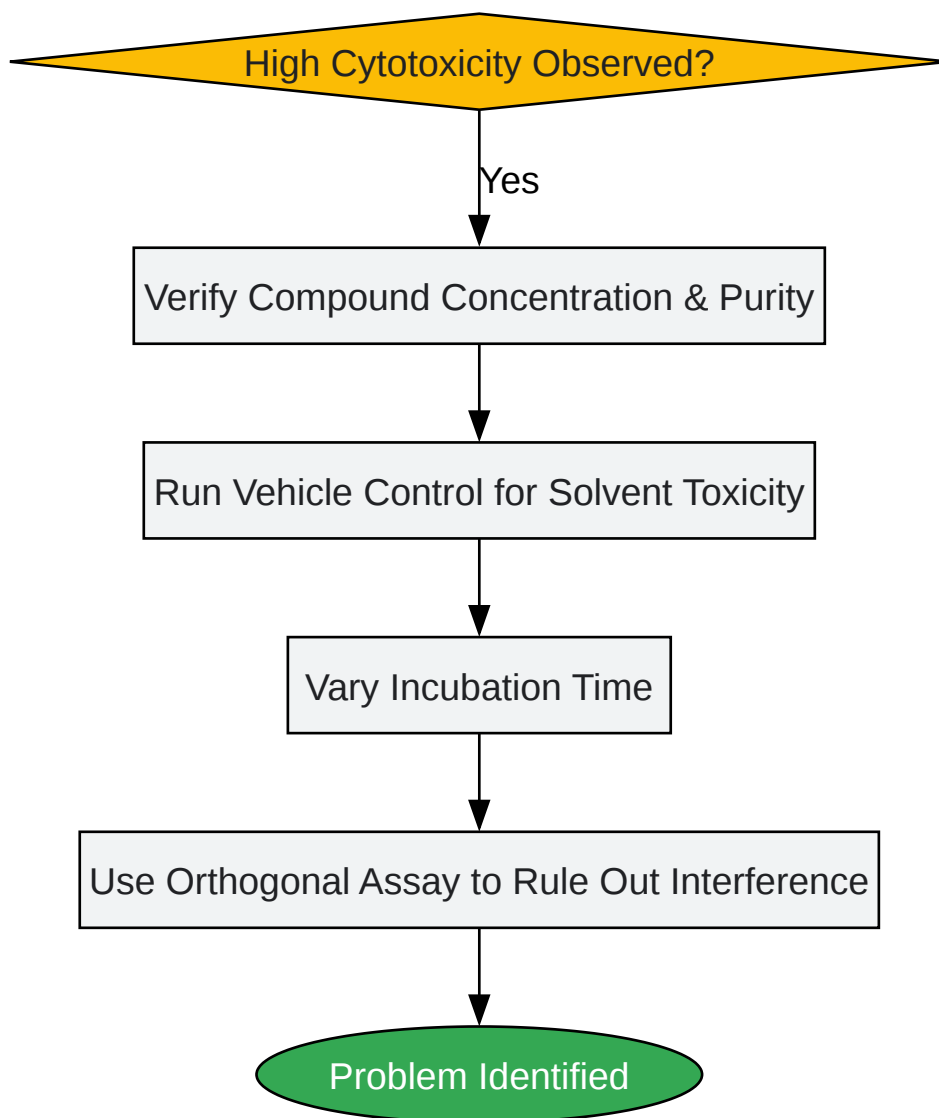 High Cytotoxicity Observed?
Yes
Verify Compound Concentration & Purity
Run Vehicle Control for Solvent Toxicity
Vary Incubation Time
Use Orthogonal Assay to Rule Out Interference
Problem Identified